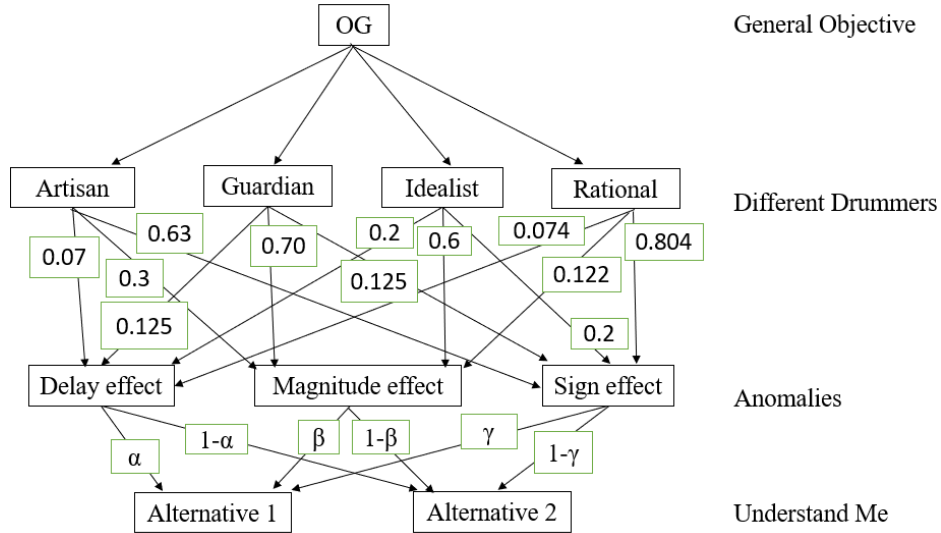 OG
General Objective
Artisan
Guardian
Idealist
Rational
Different Drummers
0.07
0.63
0.3
0.125
0.70
0.125
0.2
0.6
0.2
0.074
0.122
0.804
Delay effect
Magnitude effect
Sign effect
Anomalies
α
1-α
β
1-β
γ
1-γ
Alternative 1
Alternative 2
Understand Me